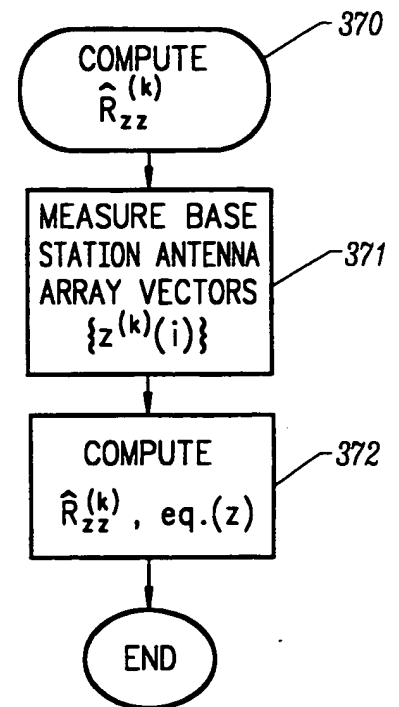 COMPUTE
R̂zz(k)
370
MEASURE BASE
STATION ANTENNA
ARRAY VECTORS
{z(k)(i)}
371
COMPUTE
R̂zz(k), eq.(z)
372
END